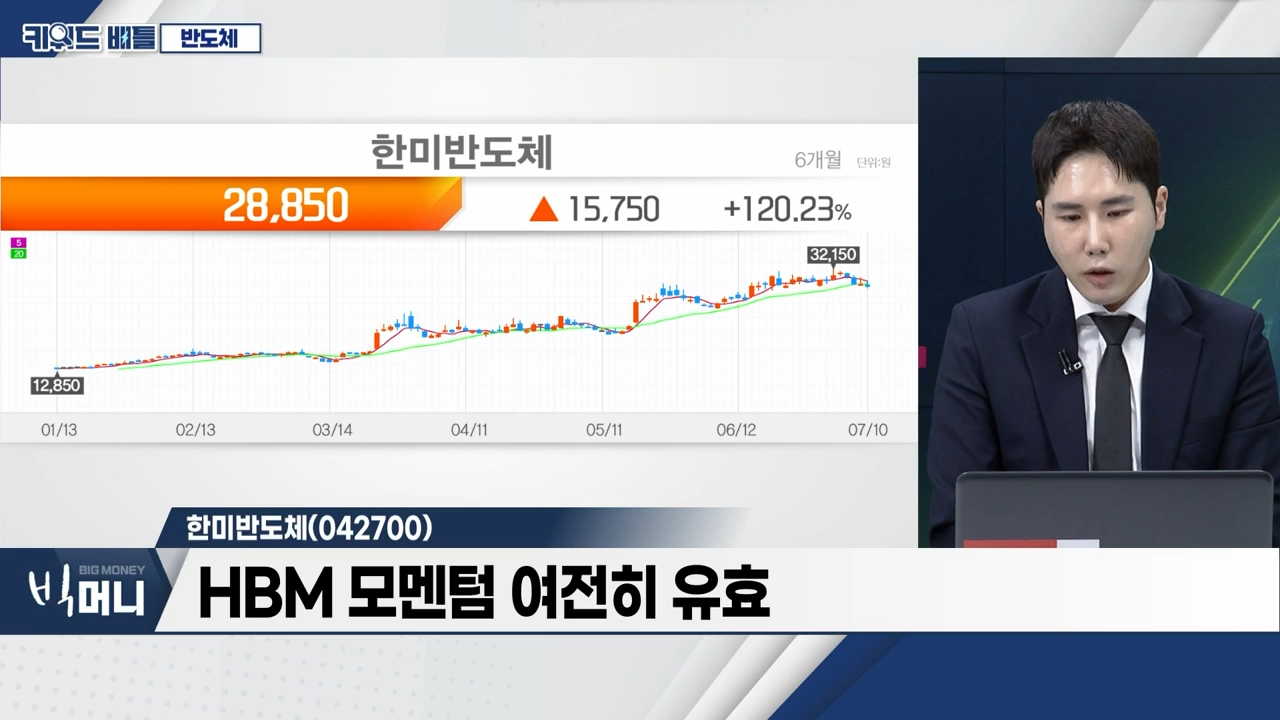 키워드 배틀 반도체
한미반도체
6개월 단위:원
28,850 ▲ 15,750 +120.23%
5
20
32,150
12,850
01/13 02/13 03/14 04/11 05/11 06/12 07/10
한미반도체(042700)
BIG MONEY
빅머니
HBM 모멘텀 여전히 유효